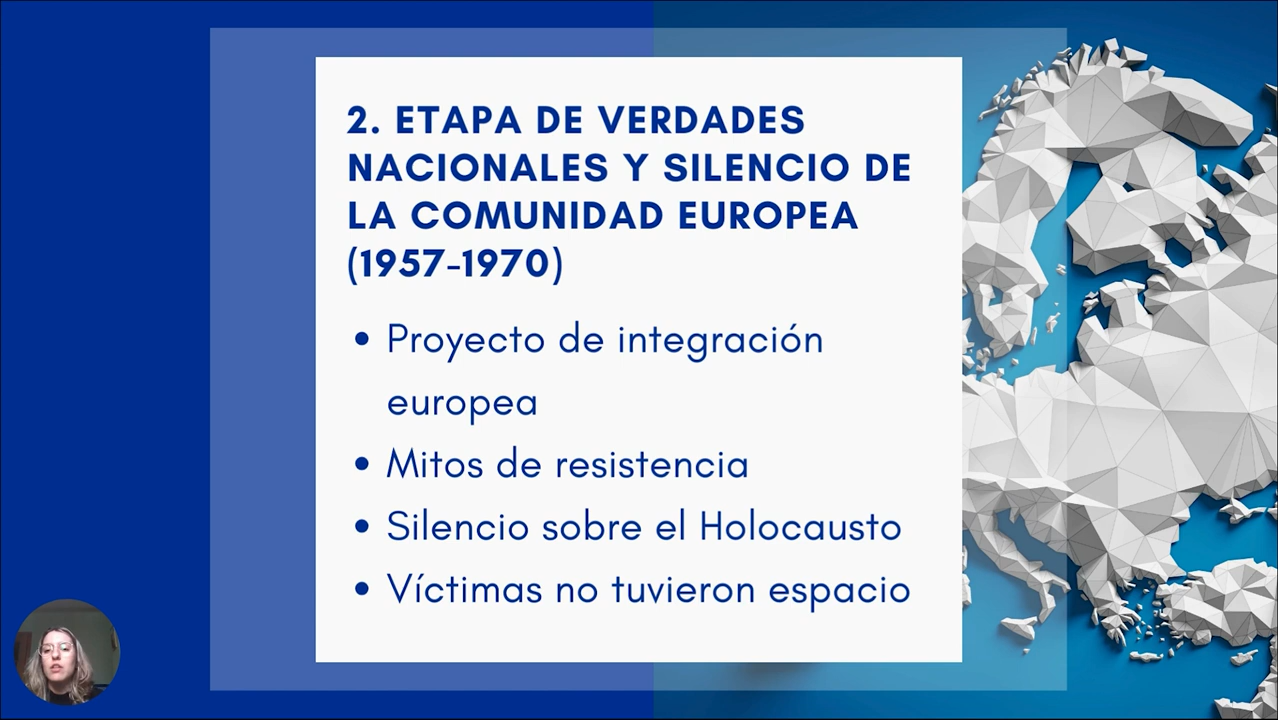 2. ETAPA DE VERDADES
NACIONALES Y SILENCIO DE
LA COMUNIDAD EUROPEA
(1957-1970)
• Proyecto de integración
europea
• Mitos de resistencia
• Silencio sobre el Holocausto
• Víctimas no tuvieron espacio